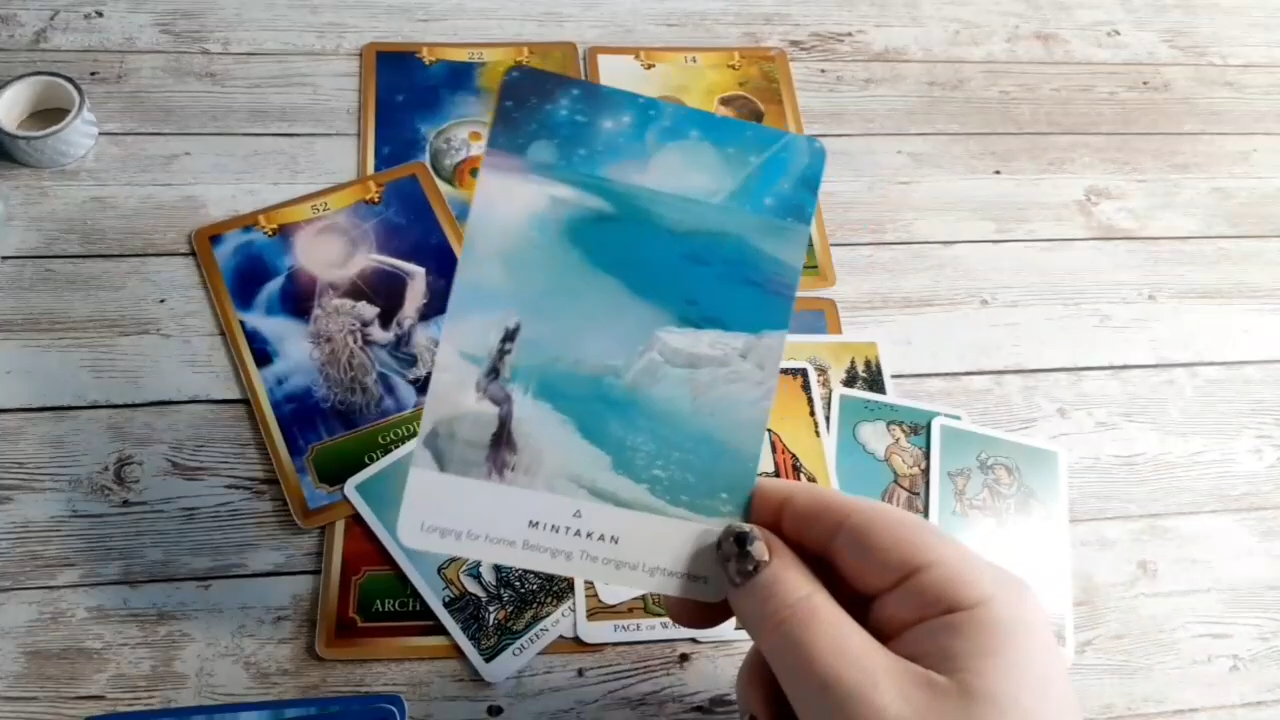 22
14
52
GODD
OF TH
MINTAKAN
Longing for home. Belonging. The original Lightworkers
ARCH
QUEEN OF CU
PAGE OF WAN